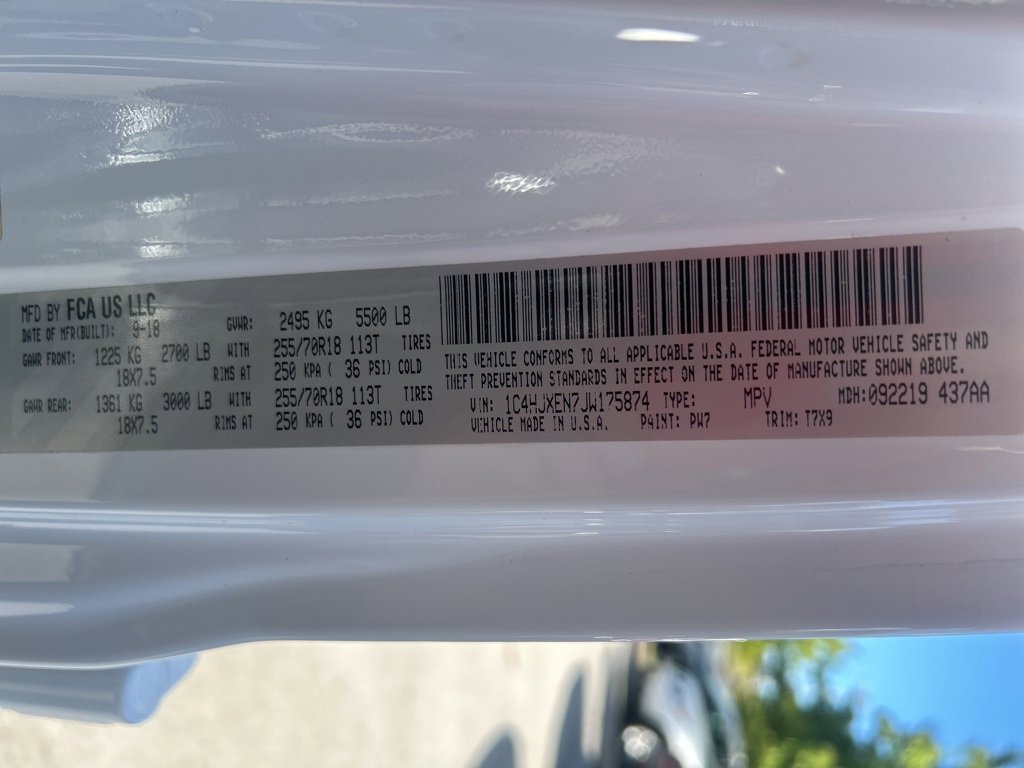 MFD BY FCA US LLC
DATE OF MFR(BUILT): 9-18
GVWR: 2495 KG 5500 LB
GAWR FRONT: 1225 KG 2700 LB WITH 255/70R18 113T TIRES
18X7.5 RIMS AT 250 KPA ( 36 PSI) COLD
GAWR REAR: 1361 KG 3000 LB WITH 255/70R18 113T TIRES
18X7.5 RIMS AT 250 KPA ( 36 PSI) COLD
THIS VEHICLE CONFORMS TO ALL APPLICABLE U.S.A. FEDERAL MOTOR VEHICLE SAFETY AND
THEFT PREVENTION STANDARDS IN EFFECT ON THE DATE OF MANUFACTURE SHOWN ABOVE.
VIN: 1C4HJXEN7JW175874 TYPE: MPV MDH:092219 437AA
VEHICLE MADE IN U.S.A. PAINT: PW7 TRIM: T7X9